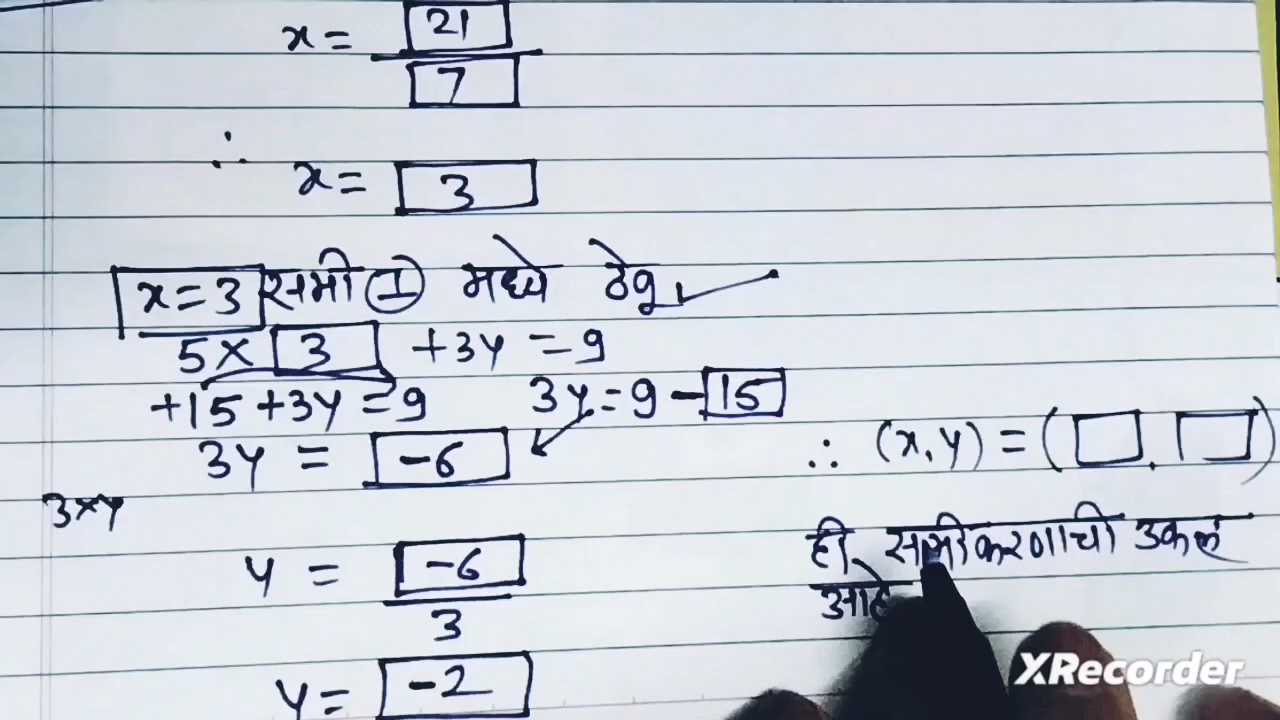 x = 21
7
∴ x = 3
x = 3 समी I मध्ये ठेवू
5 × 3 + 3y = 9
+15 + 3y = 9 3y = 9 - 15
3y = -6
3×y
y = -6
3
y = -2
∴ (x, y) = (□, □)
ही समीकरणाची उकल
आहे
XRecorder